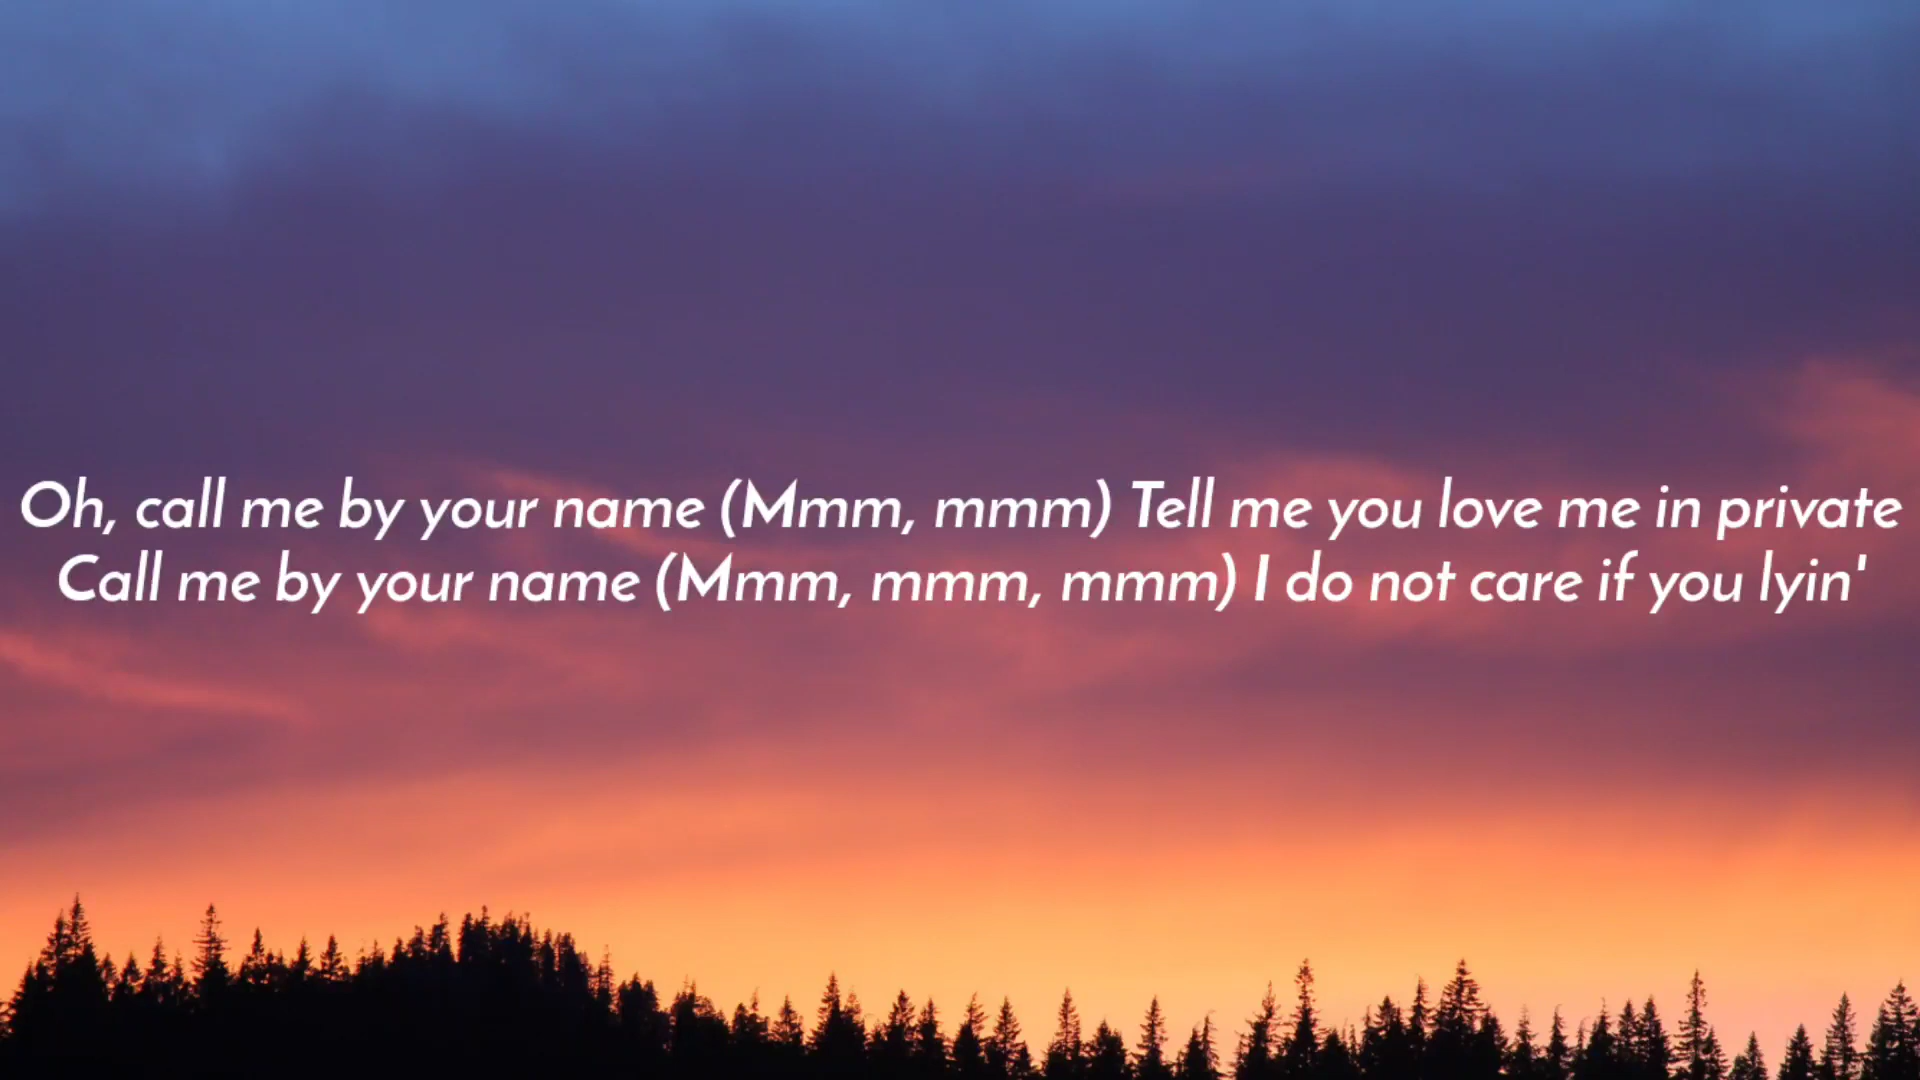 Oh, call me by your name (Mmm, mmm) Tell me you love me in private
Call me by your name (Mmm, mmm, mmm) I do not care if you lyin'